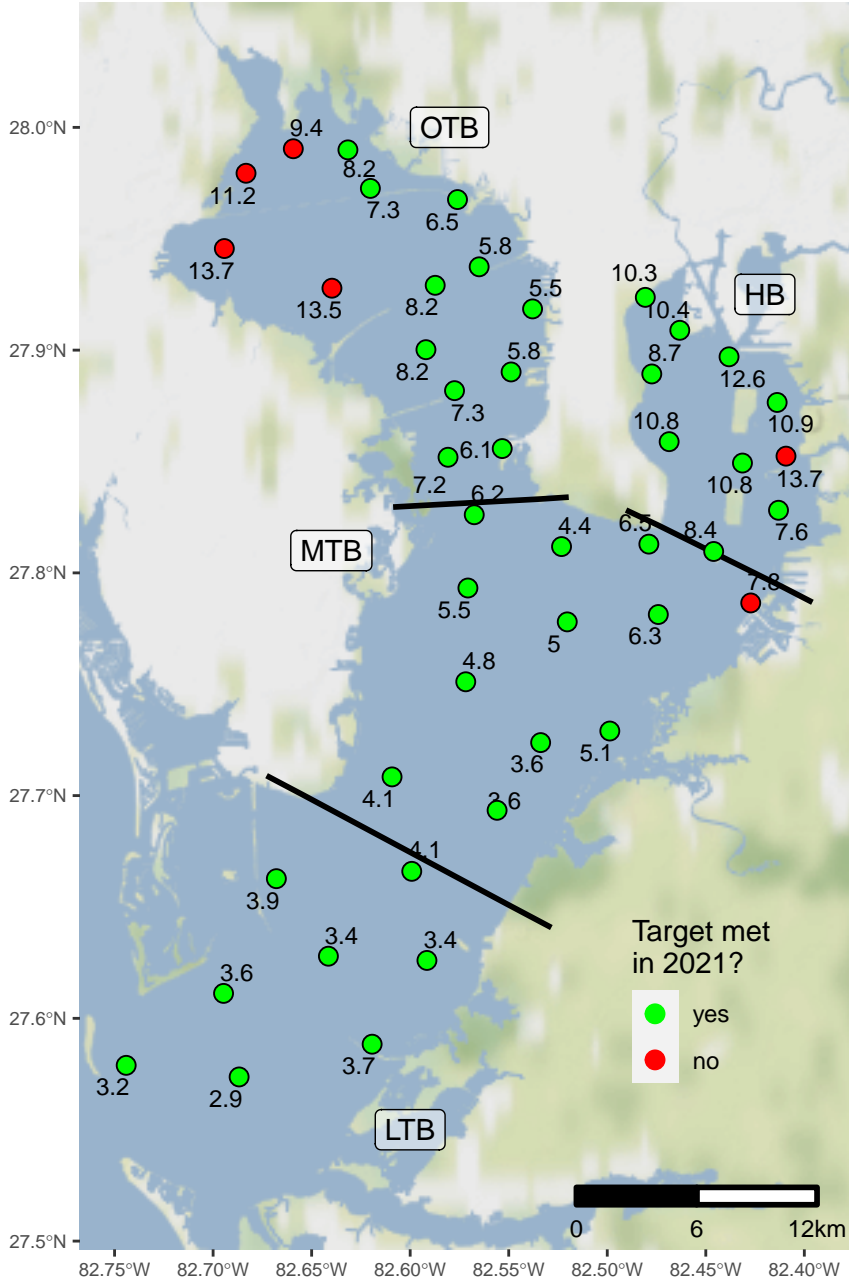 28.0°N
27.9°N
27.8°N
27.7°N
27.6°N
27.5°N
9.4
OTB
8.2
11.2
7.3
6.5
5.8
13.7
13.5
8.2
5.5
10.3
HB
10.4
8.2
5.8
8.7
12.6
7.3
10.9
10.8
6.1
7.2
10.8
13.7
6.2
MTB
4.4
6.5
8.4
7.6
7.8
5.5
5
6.3
4.8
3.6
5.1
4.1
3.6
4.1
3.9
3.4
3.4
3.6
3.7
3.2
2.9
LTB
Target met
in 2021?
yes
no
0 6 12km
82.75°W 82.70°W 82.65°W 82.60°W 82.55°W 82.50°W 82.45°W 82.40°W